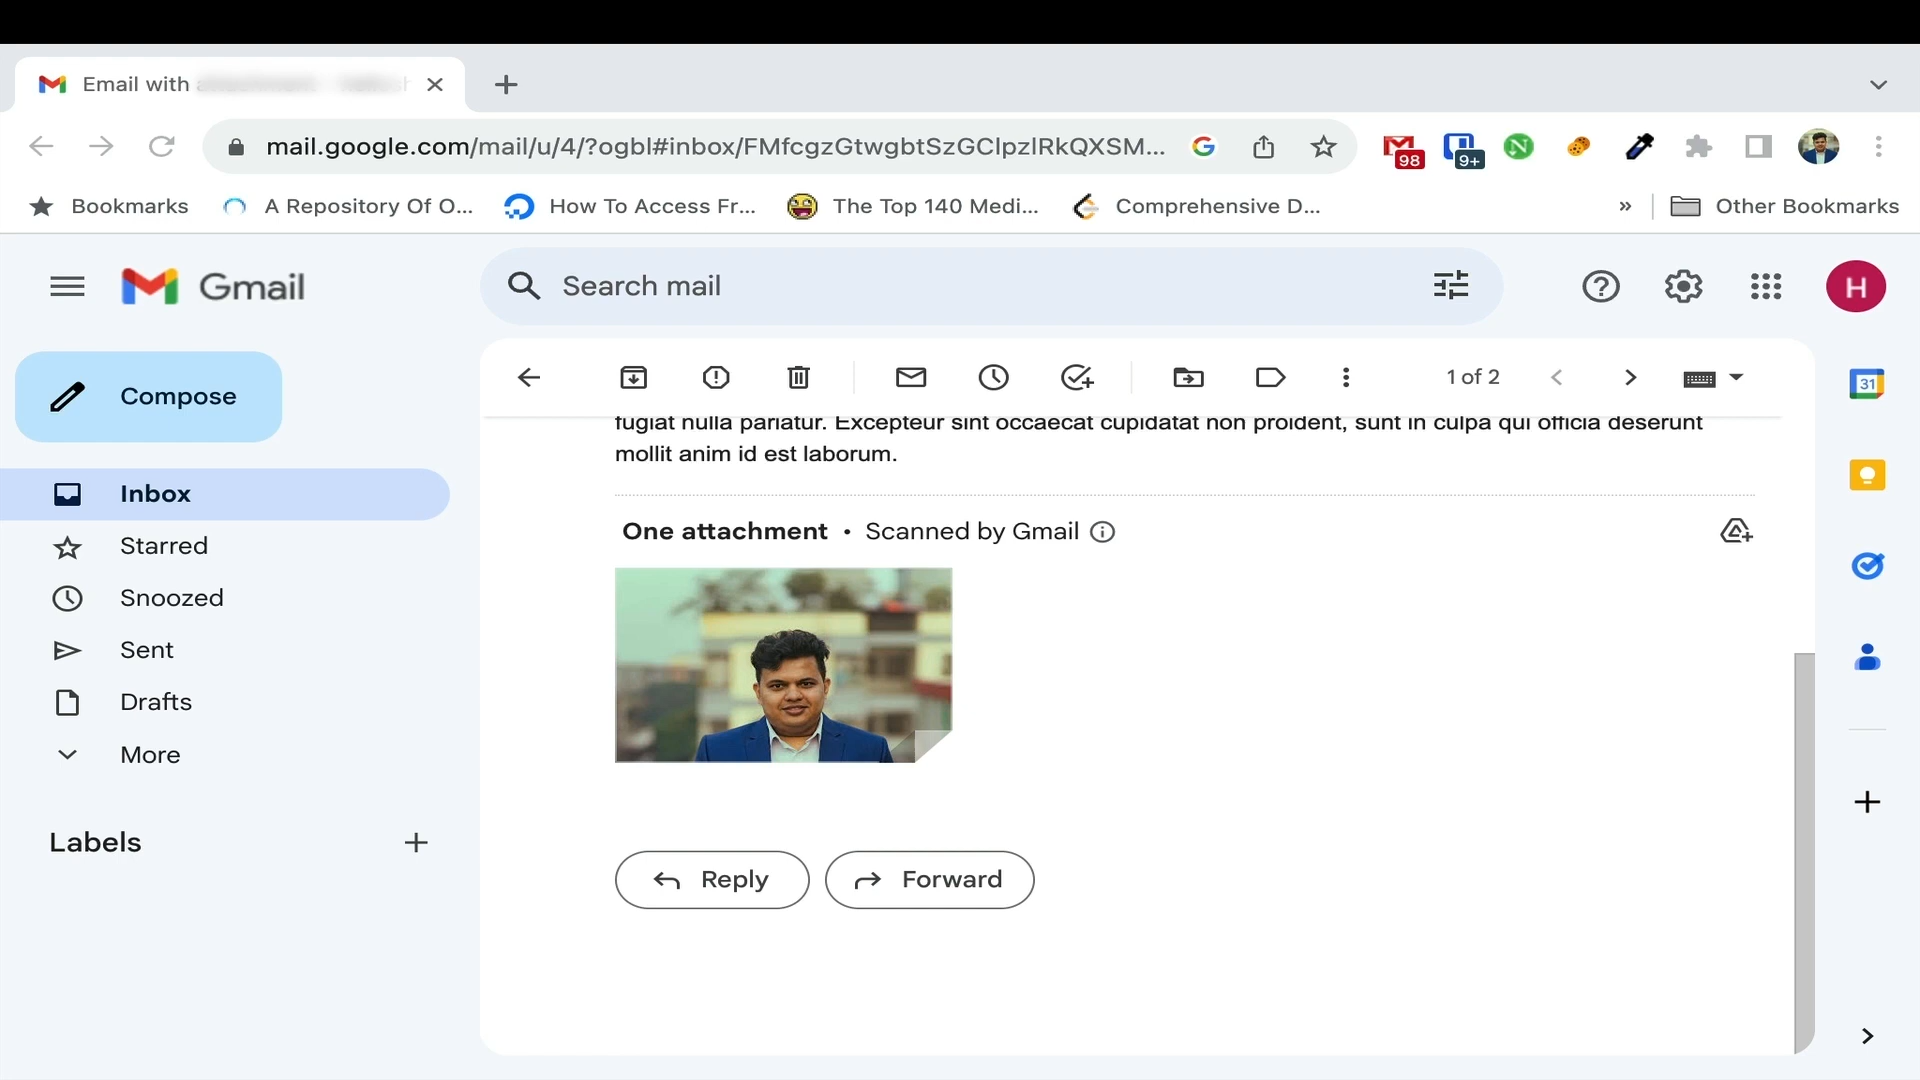 Email with
mail.google.com/mail/u/4/?ogbl#inbox/FMfcgzGtwgbtSzGClpzlRkQXSM...
98
9+
N
Bookmarks
A Repository Of O...
How To Access Fr...
The Top 140 Medi...
Comprehensive D...
»
Other Bookmarks
Gmail
Search mail
H
Compose
1 of 2
31
fugiat nulla pariatur. Excepteur sint occaecat cupidatat non proident, sunt in culpa qui officia deserunt
mollit anim id est laborum.
Inbox
One attachment • Scanned by Gmail
Starred
Snoozed
Sent
Drafts
More
Labels
Reply
Forward